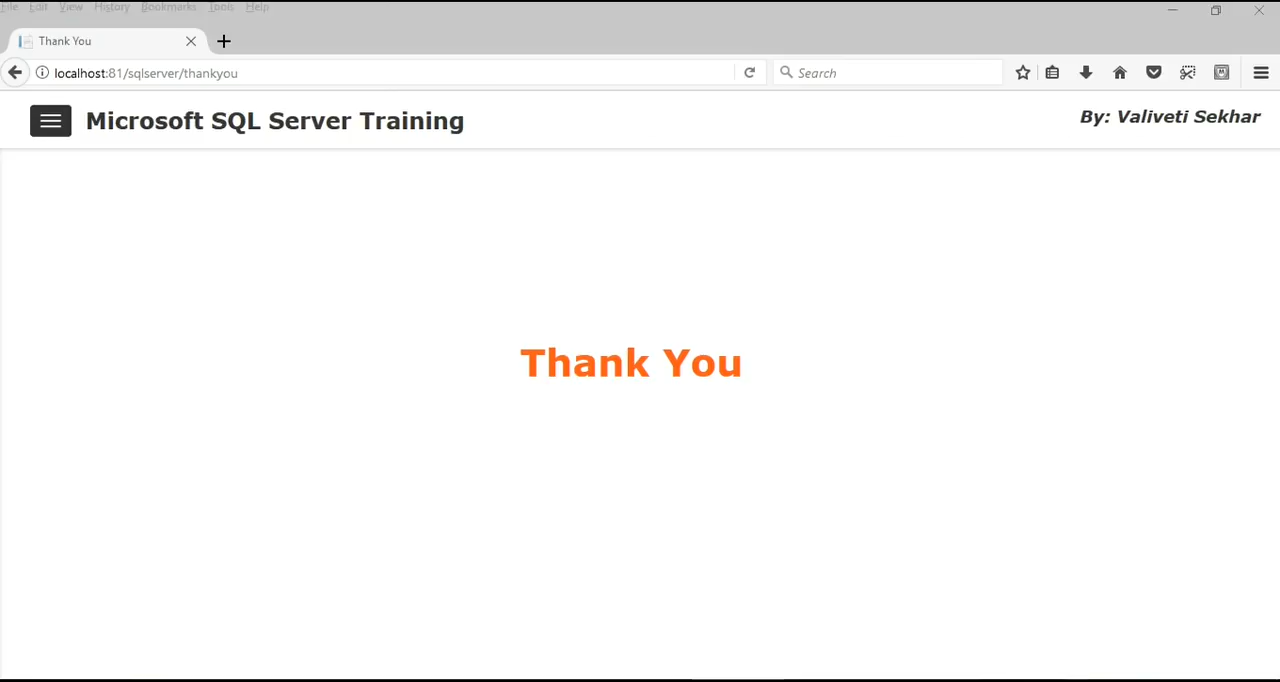 File Edit View History Bookmarks Tools Help
Thank You
localhost:81/sqlserver/thankyou
Search
Microsoft SQL Server Training
By: Valiveti Sekhar
Thank You